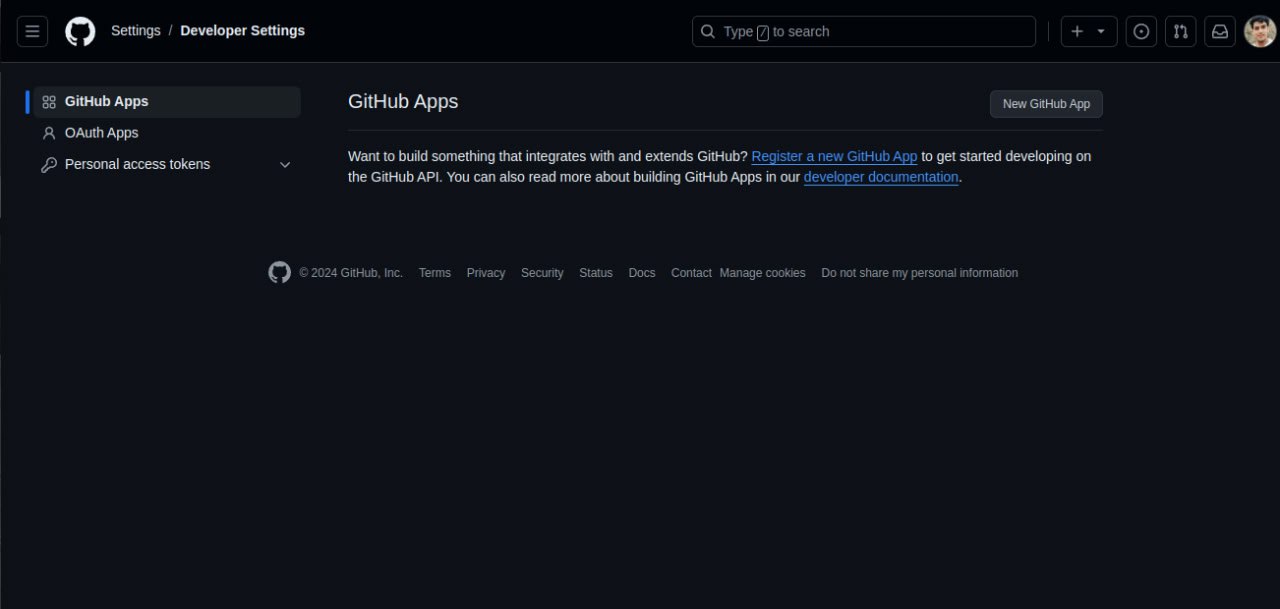 Settings / Developer Settings
Type / to search
GitHub Apps
OAuth Apps
Personal access tokens
GitHub Apps
New GitHub App
Want to build something that integrates with and extends GitHub? Register a new GitHub App to get started developing on
the GitHub API. You can also read more about building GitHub Apps in our developer documentation.
© 2024 GitHub, Inc. Terms Privacy Security Status Docs Contact Manage cookies Do not share my personal information